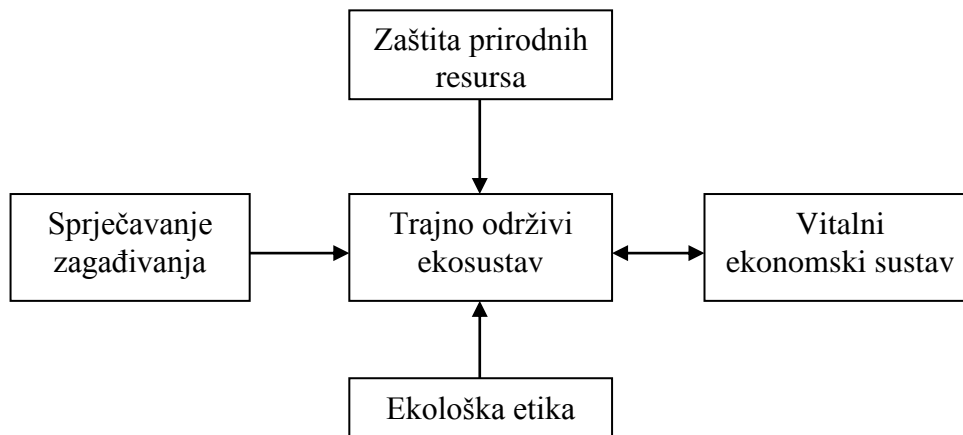 Zaštita prirodnih
resursa
Sprječavanje
zagađivanja
Trajno održivi
ekosustav
Vitalni
ekonomski sustav
Ekološka etika